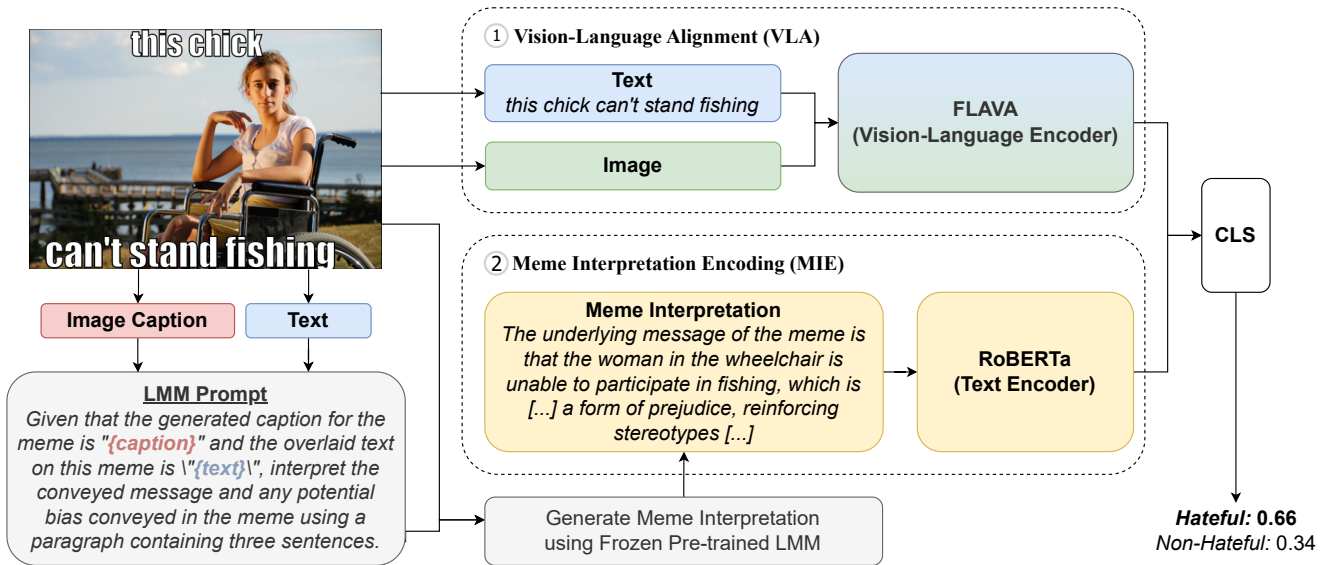 this chick
can't stand fishing
Image Caption
Text
LMM Prompt
Given that the generated caption for the
meme is "{caption}" and the overlaid text
on this meme is \"{text}\", interpret the
conveyed message and any potential
bias conveyed in the meme using a
paragraph containing three sentences.
1 Vision-Language Alignment (VLA)
Text
this chick can't stand fishing
Image
FLAVA
(Vision-Language Encoder)
2 Meme Interpretation Encoding (MIE)
Meme Interpretation
The underlying message of the meme is
that the woman in the wheelchair is
unable to participate in fishing, which is
[...] a form of prejudice, reinforcing
stereotypes [...]
RoBERTa
(Text Encoder)
Generate Meme Interpretation
using Frozen Pre-trained LMM
CLS
Hateful: 0.66
Non-Hateful: 0.34